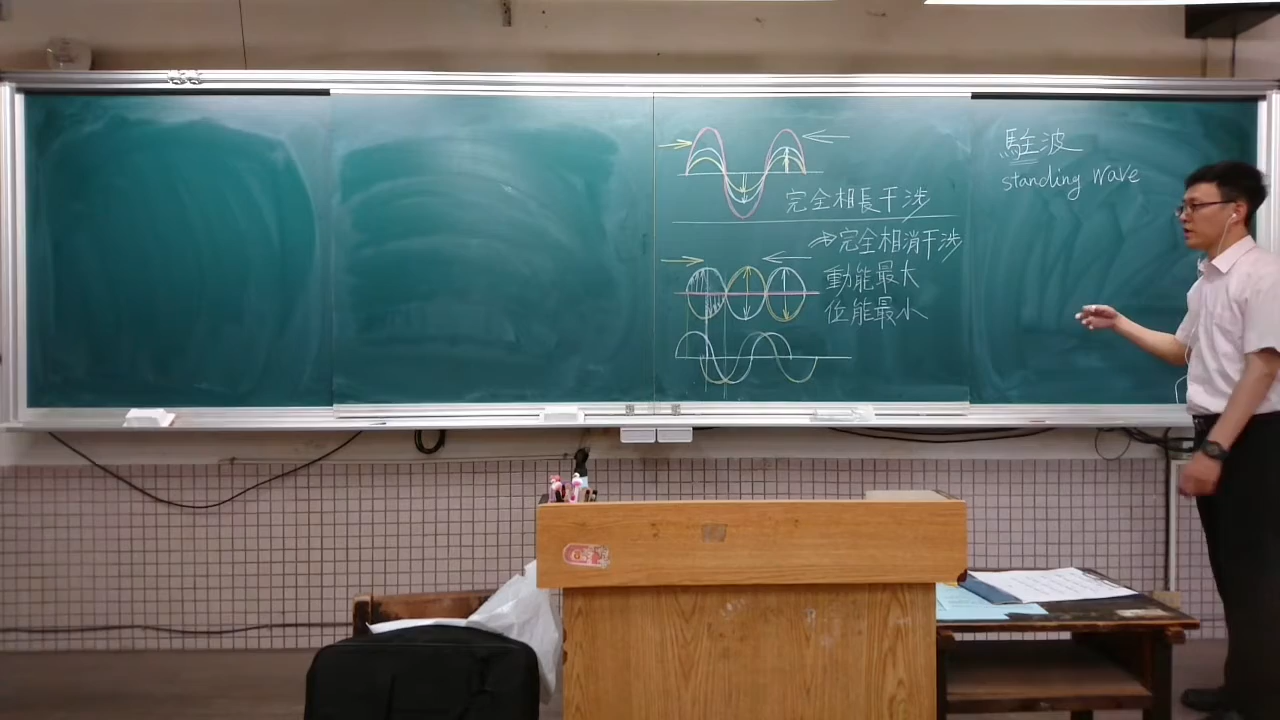 完全相長干涉
⇒完全相消干涉
動能最大
位能最小
駐波
standing wave